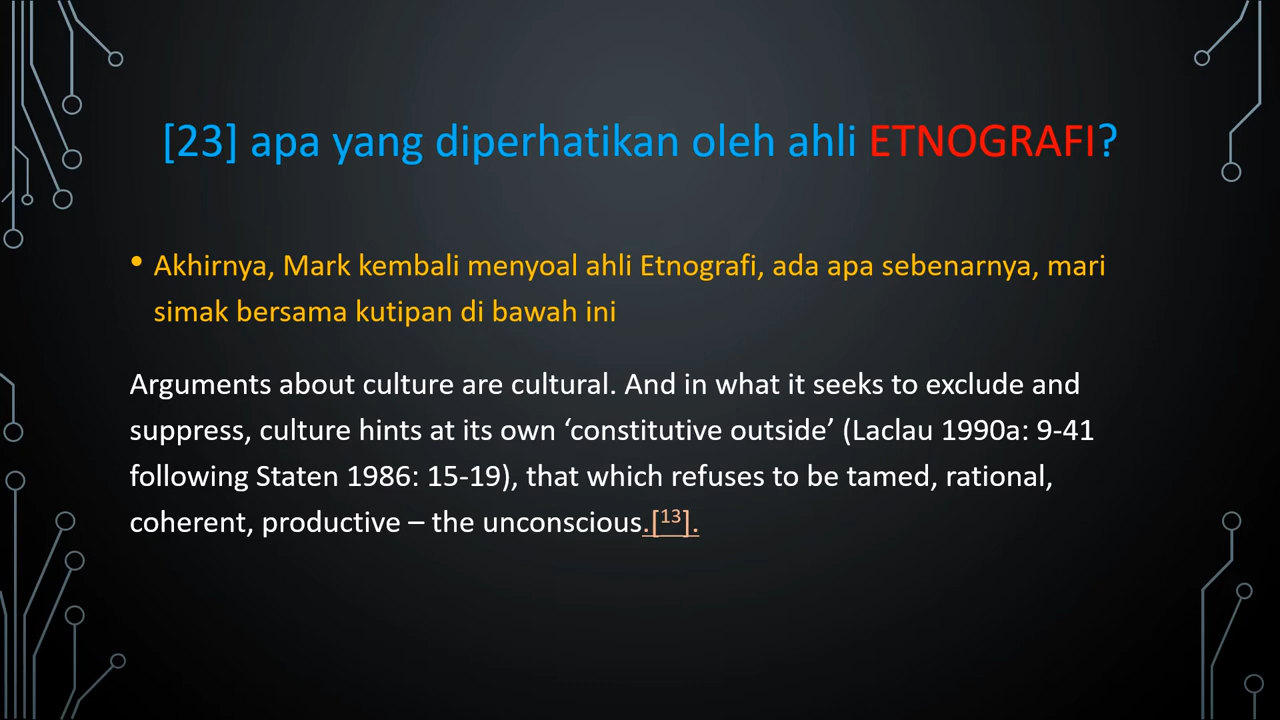 [23] apa yang diperhatikan oleh ahli ETNOGRAFI?
• Akhirnya, Mark kembali menyoal ahli Etnografi, ada apa sebenarnya, mari
simak bersama kutipan di bawah ini
Arguments about culture are cultural. And in what it seeks to exclude and
suppress, culture hints at its own ‘constitutive outside’ (Laclau 1990a: 9-41
following Staten 1986: 15-19), that which refuses to be tamed, rational,
coherent, productive – the unconscious.[13].